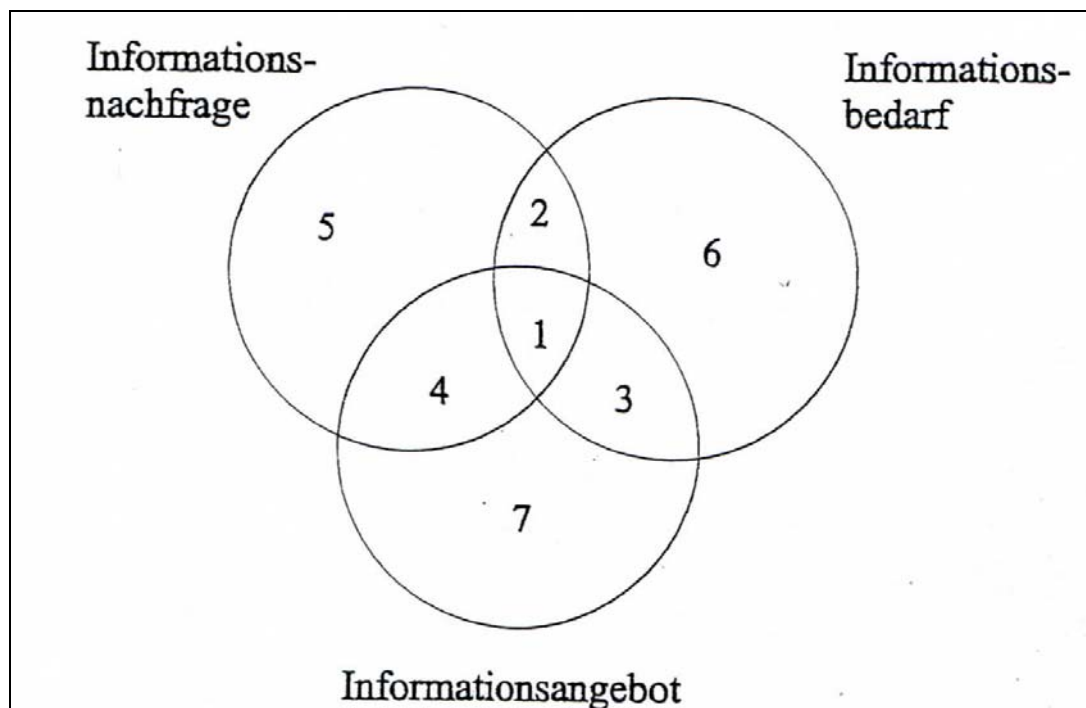 Informations-
nachfrage
Informations-
bedarf
5
2
6
1
4
3
7
Informationsangebot